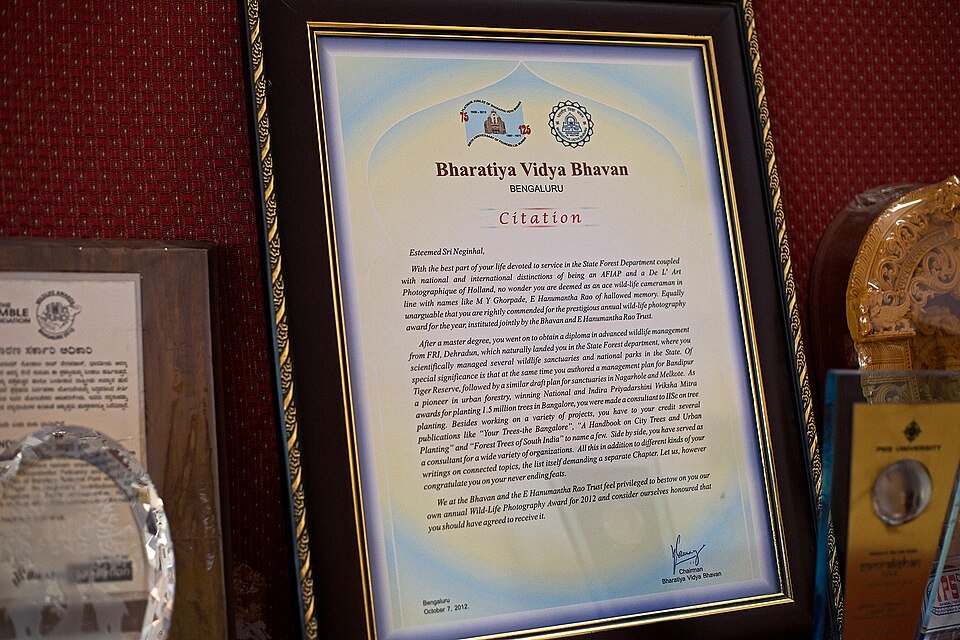 75
125
Bharatiya Vidya Bhavan
BENGALURU
Citation
Esteemed Sri Neginhal,
With the best part of your life devoted to service in the State Forest Department coupled
with national and international distinctions of being an AFIAP and a De L' Art
Photographique of Holland, no wonder you are deemed as an ace wild-life cameraman in
line with names like M Y Ghorpade, E Hanumantha Rao of hallowed memory. Equally
unarguable that you are rightly commended for the prestigious annual wild-life photography
award for the year, instituted jointly by the Bhavan and E Hanumantha Rao Trust.
After a master degree, you went on to obtain a diploma in advanced wildlife management
from FRI, Dehradun, which naturally landed you in the State Forest department, where you
scientifically managed several wildlife sanctuaries and national parks in the State. Of
special significance is that at the same time you authored a management plan for Bandipur
Tiger Reserve, followed by a similar draft plan for sanctuaries in Nagarhole and Melkote. As
a pioneer in urban forestry, winning National and Indira Priyadarshini Vriksha Mitra
awards for planting 1.5 million trees in Bangalore, you were made a consultant to IISc on tree
planting. Besides working on a variety of projects, you have to your credit several
publications like "Your Trees-the Bangalore", "A Handbook on City Trees and Urban
Planting" and "Forest Trees of South India" to name a few. Side by side, you have served as
a consultant for a wide variety of organizations. All this in addition to different kinds of your
writings on connected topics, the list itself demanding a separate Chapter. Let us, however
congratulate you on your never ending feats.
We at the Bhavan and the E Hanumantha Rao Trust feel privileged to bestow on you our
own annual Wild-Life Photography Award for 2012 and consider ourselves honoured that
you should have agreed to receive it.
Chairman
Bharatiya Vidya Bhavan
Bengaluru
October 7, 2012.
PES UNIVERSITY